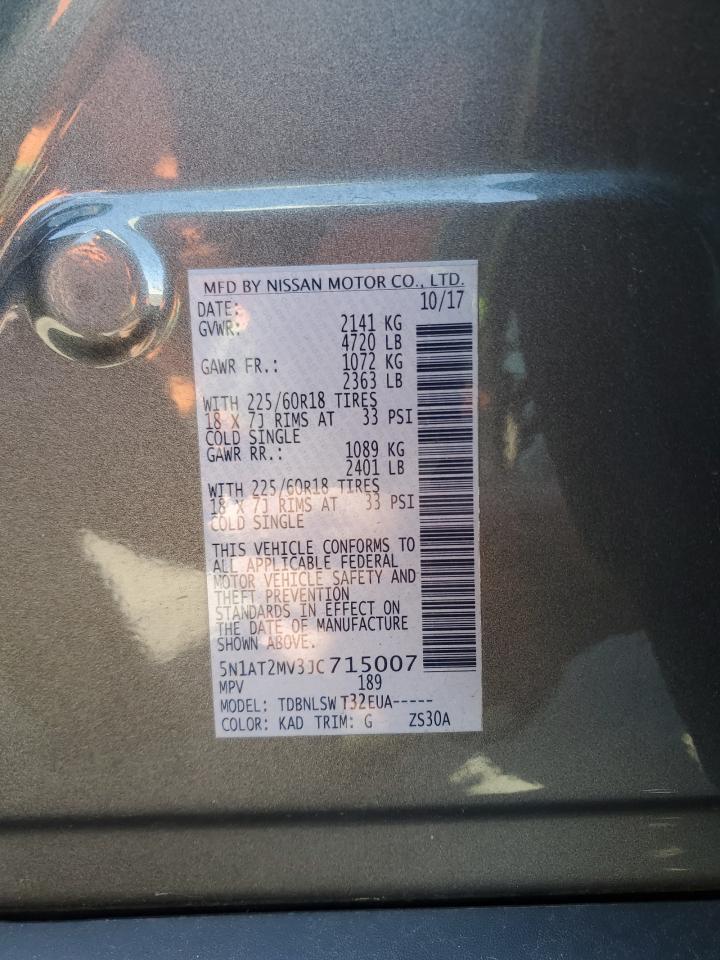 MFD BY NISSAN MOTOR CO., LTD.
DATE: 10/17
GVWR: 2141 KG
4720 LB
GAWR FR.: 1072 KG
2363 LB
WITH 225/60R18 TIRES
18 X 7J RIMS AT 33 PSI
COLD SINGLE
GAWR RR.: 1089 KG
2401 LB
WITH 225/60R18 TIRES
18 X 7J RIMS AT 33 PSI
COLD SINGLE
THIS VEHICLE CONFORMS TO
ALL APPLICABLE FEDERAL
MOTOR VEHICLE SAFETY AND
THEFT PREVENTION
STANDARDS IN EFFECT ON
THE DATE OF MANUFACTURE
SHOWN ABOVE.
5N1AT2MV3JC715007
MPV 189
MODEL: TDBNLSW T32EUA-----
COLOR: KAD TRIM: G ZS30A